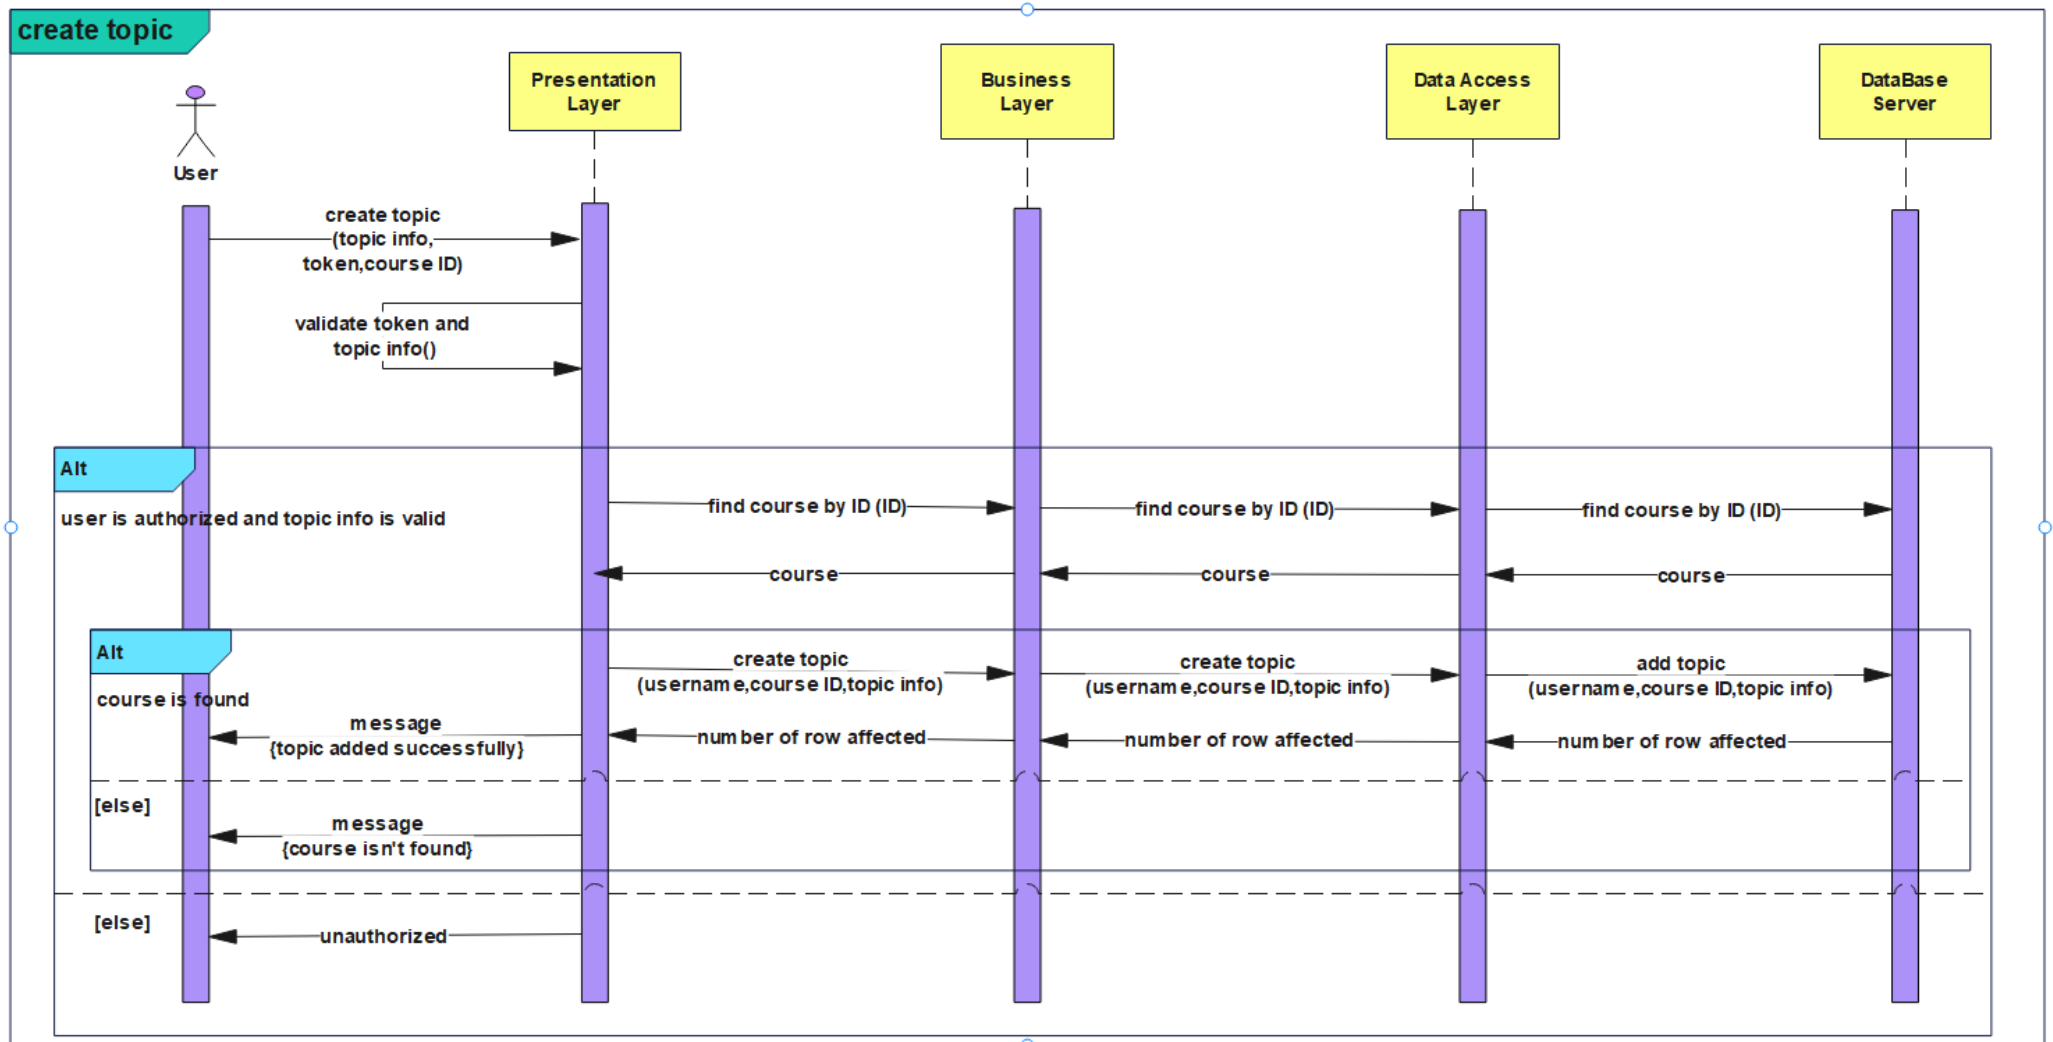 create topic
Presentation
Layer
Business
Layer
Data Access
Layer
DataBase
Server
User
create topic
(topic info,
token,course ID)
validate token and
topic info()
Alt
user is authorized and topic info is valid
find course by ID (ID)
find course by ID (ID)
find course by ID (ID)
course
course
course
Alt
course is found
create topic
(username,course ID,topic info)
create topic
(username,course ID,topic info)
add topic
(username,course ID,topic info)
message
{topic added successfully}
number of row affected
number of row affected
number of row affected
[else]
message
{course isn't found}
[else]
unauthorized